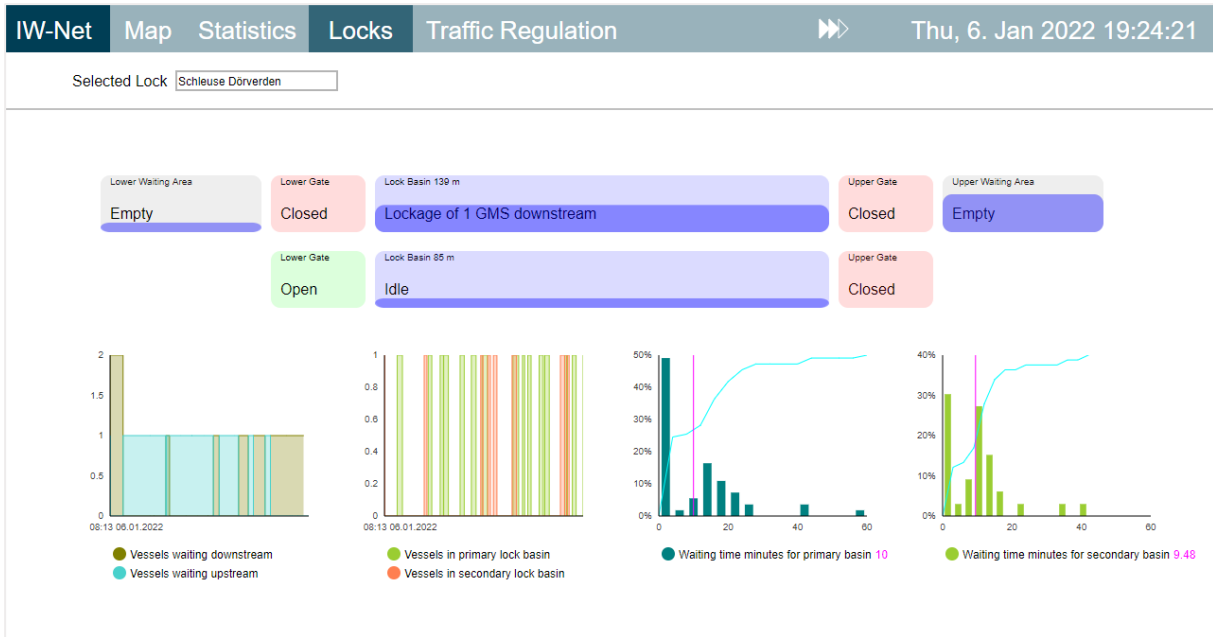 IW-Net Map Statistics Locks Traffic Regulation Thu, 6. Jan 2022 19:24:21
Selected Lock Schleuse Dörverden
Lower Waiting Area Lower Gate Lock Basin 139 m Upper Gate Upper Waiting Area
Empty Closed Lockage of 1 GMS downstream Closed Empty
Lower Gate Lock Basin 85 m Upper Gate
Open Idle Closed
2
1.5
1
0.5
0
08:13 06.01.2022
Vessels waiting downstream
Vessels waiting upstream
1
0.8
0.6
0.4
0.2
0
08:13 06.01.2022
Vessels in primary lock basin
Vessels in secondary lock basin
50%
40%
30%
20%
10%
0%
0 20 40 60
Waiting time minutes for primary basin 10
40%
30%
20%
10%
0%
0 20 40 60
Waiting time minutes for secondary basin 9.48